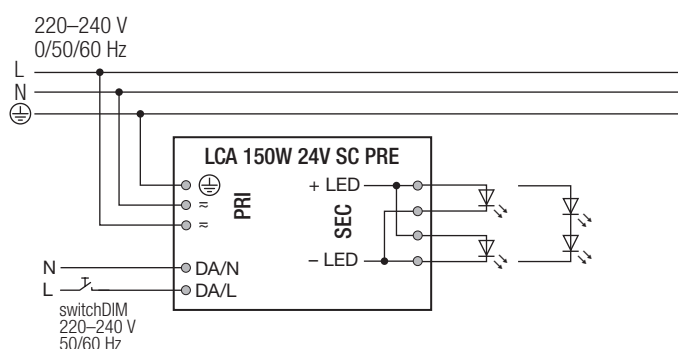 220–240 V
0/50/60 Hz
L
N
LCA 150W 24V SC PRE
+ LED
≂
PRI
SEC
≂
– LED
N
DA/N
L
DA/L
switchDIM
220–240 V
50/60 Hz